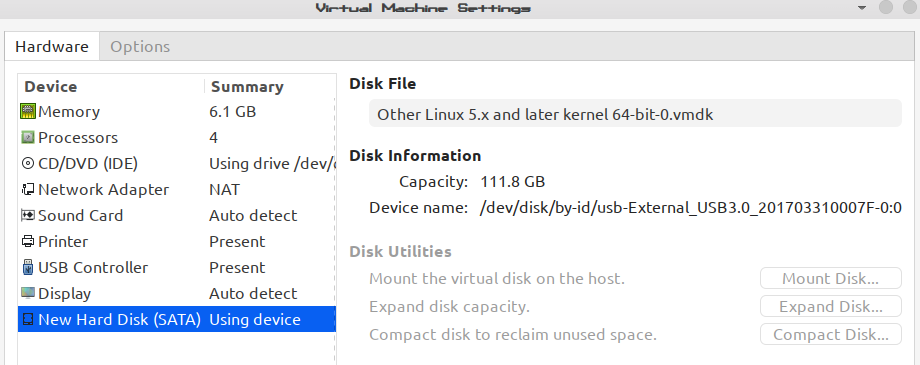 Virtual Machine Settings
Hardware Options
Device Summary
Memory 6.1 GB
Processors 4
CD/DVD (IDE) Using drive /dev/
Network Adapter NAT
Sound Card Auto detect
Printer Present
USB Controller Present
Display Auto detect
New Hard Disk (SATA) Using device
Disk File
Other Linux 5.x and later kernel 64-bit-0.vmdk
Disk Information
Capacity: 111.8 GB
Device name: /dev/disk/by-id/usb-External_USB3.0_201703310007F-0:0
Disk Utilities
Mount the virtual disk on the host. Mount Disk...
Expand disk capacity. Expand Disk...
Compact disk to reclaim unused space. Compact Disk...